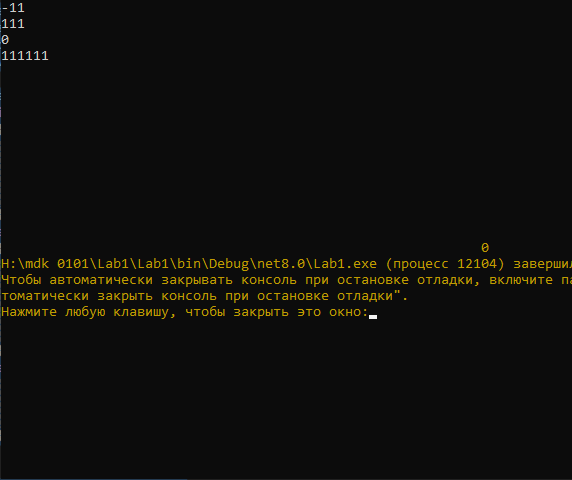 -11
111
0
111111
0
H:\mdk 0101\Lab1\Lab1\bin\Debug\net8.0\Lab1.exe (процесс 12104) завершил
Чтобы автоматически закрывать консоль при остановке отладки, включите па
томатически закрыть консоль при остановке отладки".
Нажмите любую клавишу, чтобы закрыть это окно: